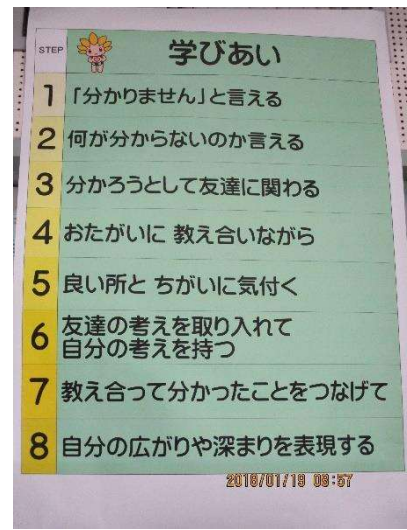 STEP 学びあい
1 「分かりません」と言える
2 何が分からないのか言える
3 分かろうとして友達に関わる
4 おたがいに 教え合いながら
5 良い所と ちがいに気付く
6 友達の考えを取り入れて
自分の考えを持つ
7 教え合って分かったことをつなげて
8 自分の広がりや深まりを表現する
2018/01/19 09:57